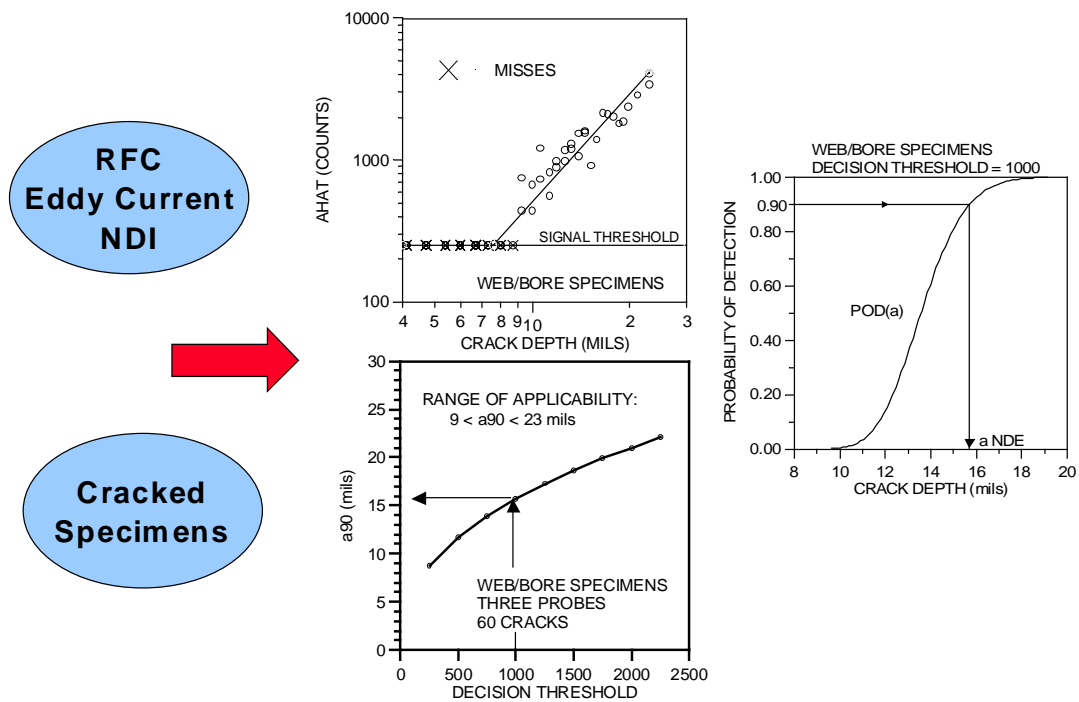 RFC
Eddy Current
NDI
Cracked
Specimens
10000
1000
100
AHAT (COUNTS)
MISSES
SIGNAL THRESHOLD
WEB/BORE SPECIMENS
4 5 6 7 8 9 10 2 3
CRACK DEPTH (MILS)
30
25
20
15
10
5
0
a90 (mils)
RANGE OF APPLICABILITY:
9 < a90 < 23 mils
WEB/BORE SPECIMENS
THREE PROBES
60 CRACKS
0 500 1000 1500 2000 2500
DECISION THRESHOLD
WEB/BORE SPECIMENS
DECISION THRESHOLD = 1000
1.00
0.90
0.80
0.60
0.40
0.20
0.00
PROBABILITY OF DETECTION
POD(a)
a NDE
8 10 12 14 16 18 20
CRACK DEPTH (mils)